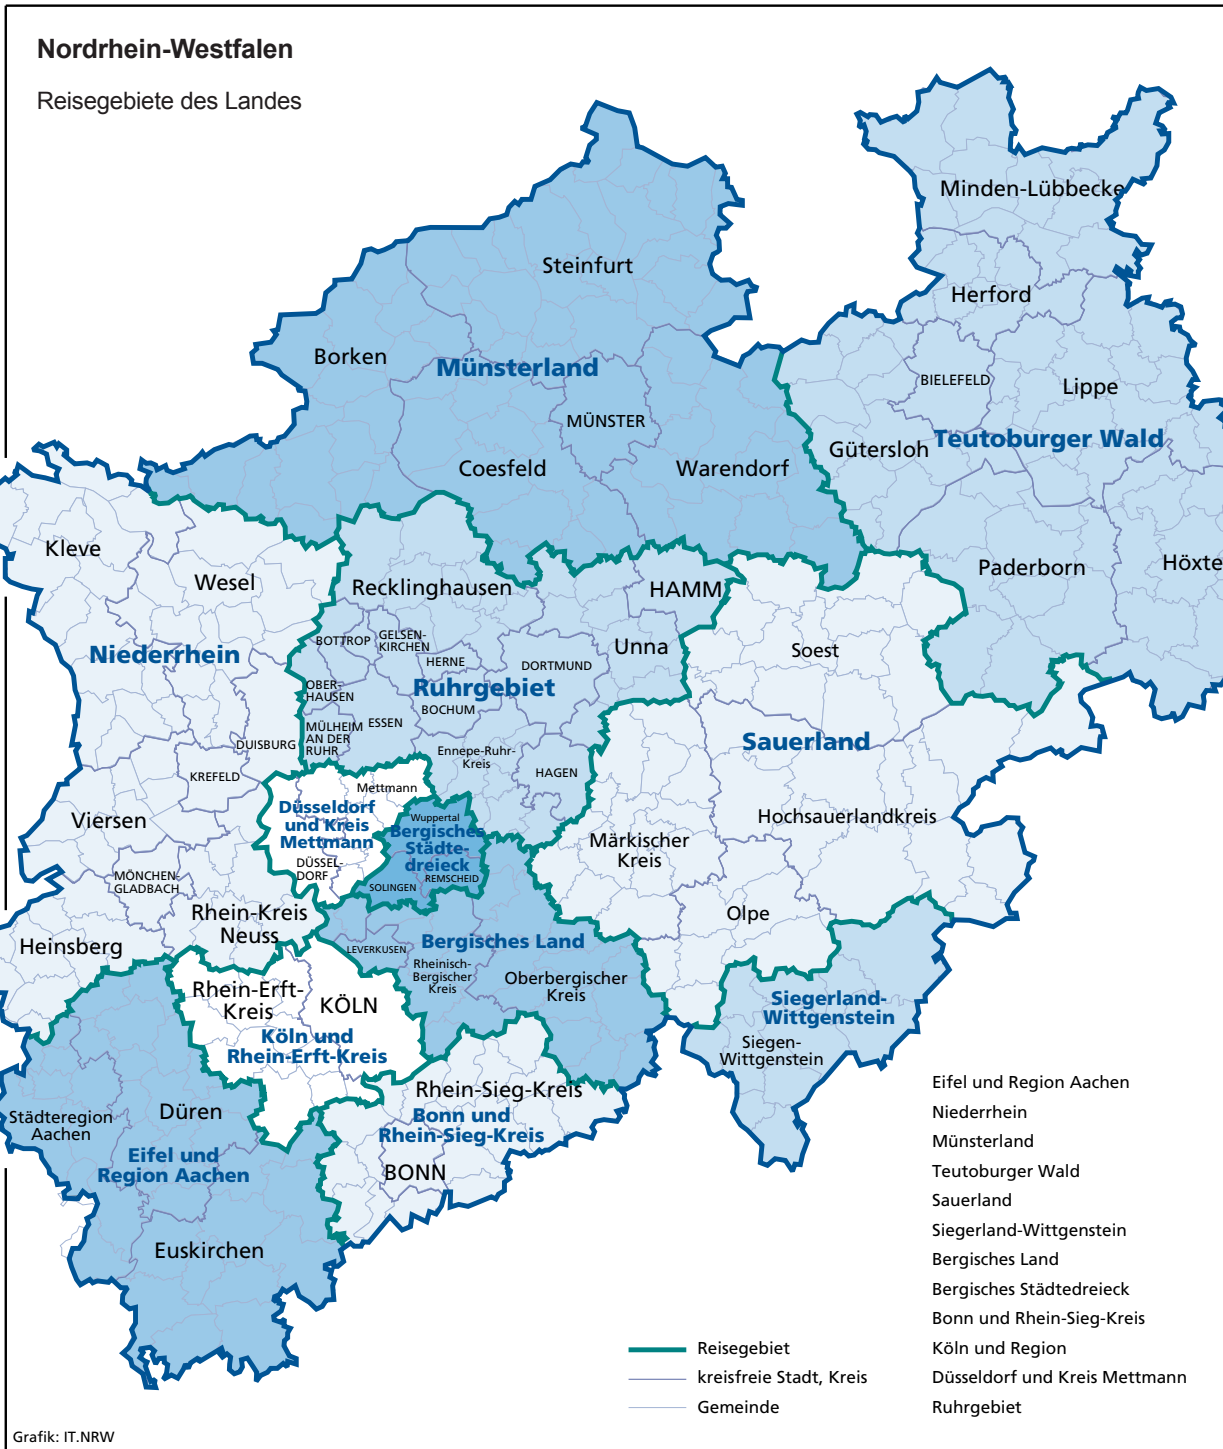 Nordrhein-Westfalen
Reisegebiete des Landes
Minden-Lübbecke
Steinfurt
Herford
Borken
Münsterland
BIELEFELD
Lippe
MÜNSTER
Teutoburger Wald
Gütersloh
Coesfeld
Warendorf
Kleve
Wesel
Recklinghausen
HAMM
Paderborn
Höxte
BOTTROP
GELSEN-
KIRCHEN
Unna
Soest
Niederrhein
HERNE
DORTMUND
Ruhrgebiet
OBER-
HAUSEN
BOCHUM
MÜLHEIM
AN DER
RUHR
ESSEN
DUISBURG
Ennepe-Ruhr-
Kreis
HAGEN
Sauerland
KREFELD
Mettmann
Düsseldorf
und Kreis
Mettmann
DÜSSEL-
DORF
Wuppertal
Bergisches
Städte-
dreieck
REMSCHEID
SOLINGEN
Viersen
Hochsauerlandkreis
Märkischer
Kreis
MÖNCHEN-
GLADBACH
Rhein-Kreis
Neuss
Olpe
Heinsberg
LEVERKUSEN
Bergisches Land
Rheinisch-
Bergischer
Kreis
Oberbergischer
Kreis
Rhein-Erft-
Kreis
KÖLN
Köln und
Rhein-Erft-Kreis
Siegerland-
Wittgenstein
Siegen-
Wittgenstein
Städteregion
Aachen
Düren
Rhein-Sieg-Kreis
Bonn und
Rhein-Sieg-Kreis
BONN
Eifel und
Region Aachen
Euskirchen
Eifel und Region Aachen
Niederrhein
Münsterland
Teutoburger Wald
Sauerland
Siegerland-Wittgenstein
Bergisches Land
Bergisches Städtedreieck
Bonn und Rhein-Sieg-Kreis
Köln und Region
Düsseldorf und Kreis Mettmann
Ruhrgebiet
Reisegebiet
kreisfreie Stadt, Kreis
Gemeinde
Grafik: IT.NRW